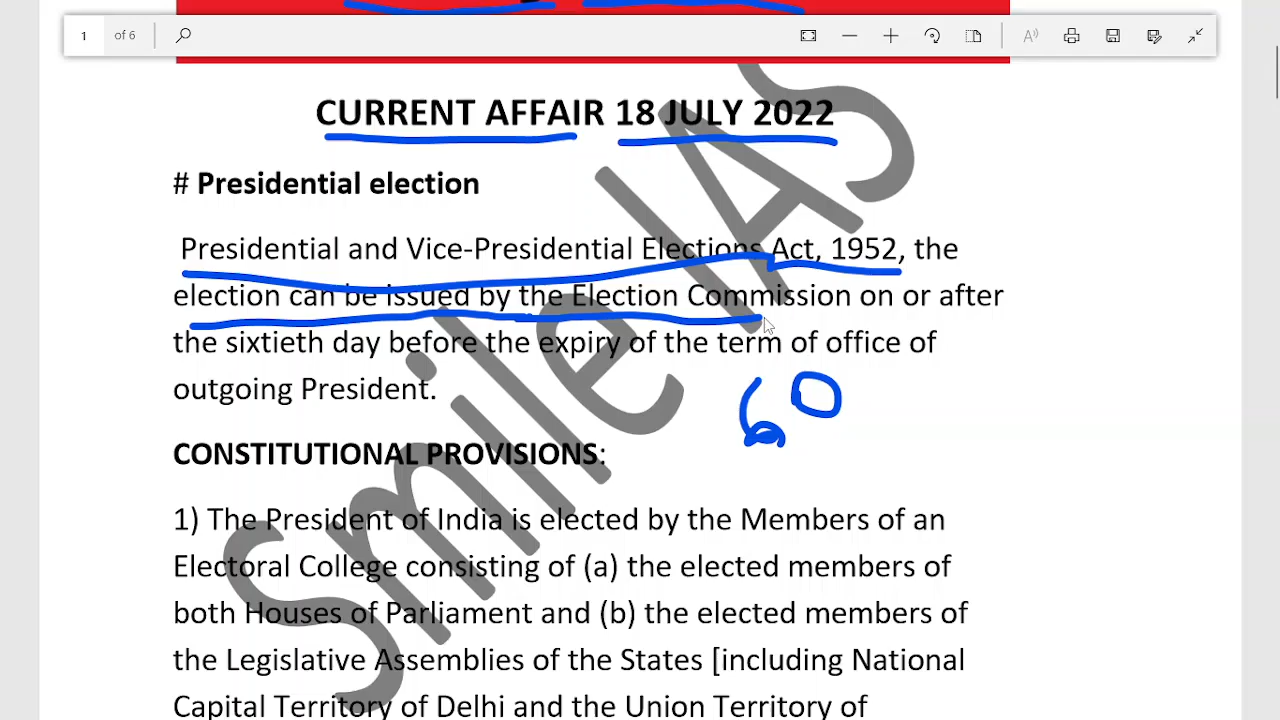 1 of 6
CURRENT AFFAIR 18 JULY 2022
# Presidential election
Presidential and Vice-Presidential Elections Act, 1952, the
election can be issued by the Election Commission on or after
the sixtieth day before the expiry of the term of office of
outgoing President.
60
CONSTITUTIONAL PROVISIONS:
1) The President of India is elected by the Members of an
Electoral College consisting of (a) the elected members of
both Houses of Parliament and (b) the elected members of
the Legislative Assemblies of the States [including National
Capital Territory of Delhi and the Union Territory of
Smile IAS